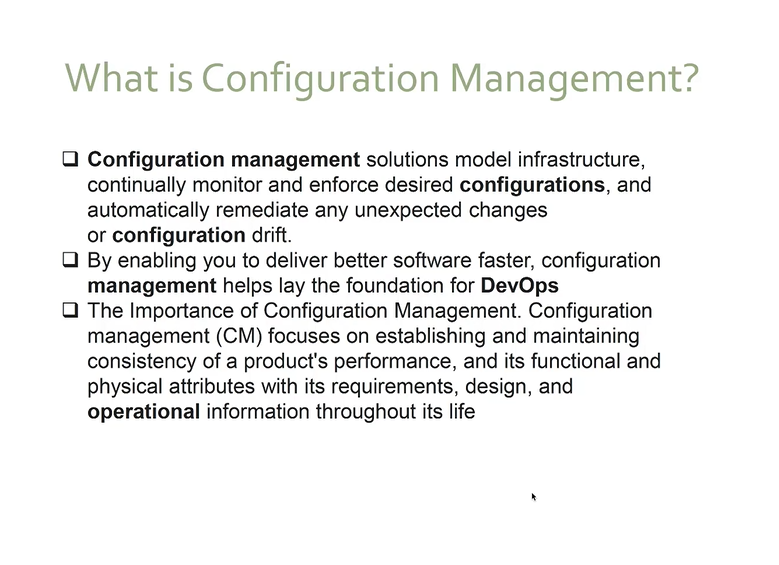 What is Configuration Management?
❑ Configuration management solutions model infrastructure,
continually monitor and enforce desired configurations, and
automatically remediate any unexpected changes
or configuration drift.
❑ By enabling you to deliver better software faster, configuration
management helps lay the foundation for DevOps
❑ The Importance of Configuration Management. Configuration
management (CM) focuses on establishing and maintaining
consistency of a product's performance, and its functional and
physical attributes with its requirements, design, and
operational information throughout its life